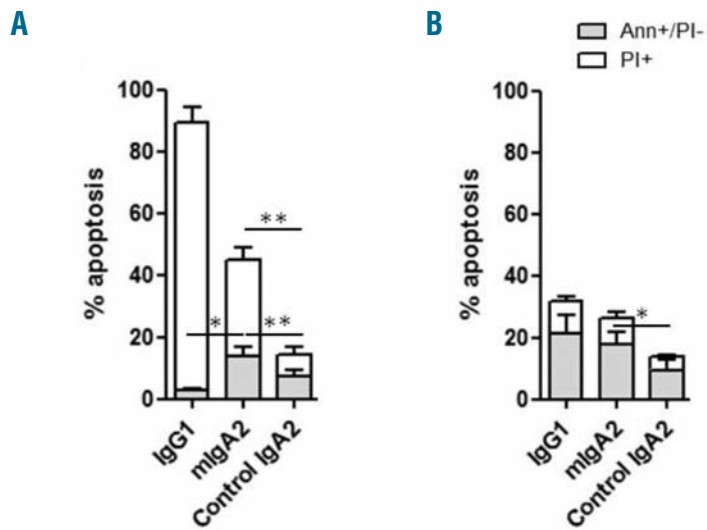 A
B
Ann+/PI-
PI+
% apoptosis
100
80
60
40
20
0
**
*
**
IgG1
mIgA2
Control IgA2
% apoptosis
100
80
60
40
20
0
*
IgG1
mIgA2
Control IgA2